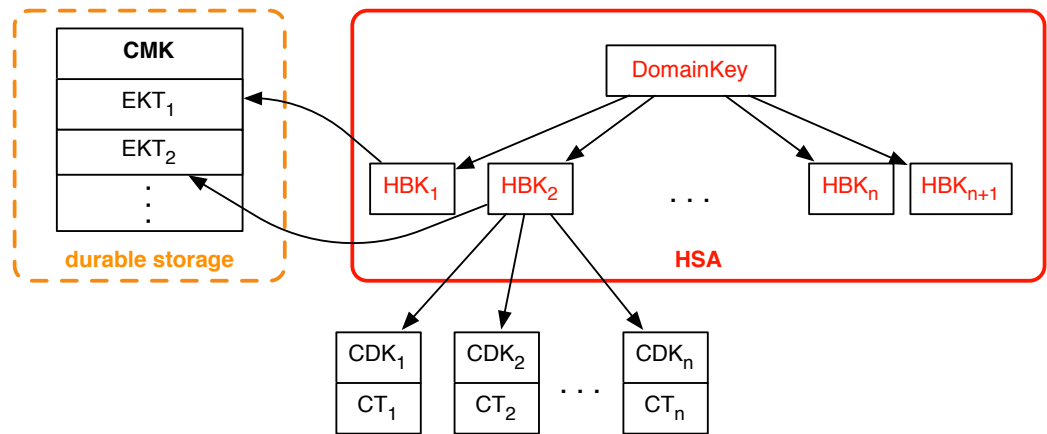 CMK
EKT₁
EKT₂
.
.
.
durable storage
DomainKey
HBK₁
HBK₂
. . .
HBKₙ
HBKₙ₊₁
HSA
CDK₁
CT₁
CDK₂
CT₂
. . .
CDKₙ
CTₙ